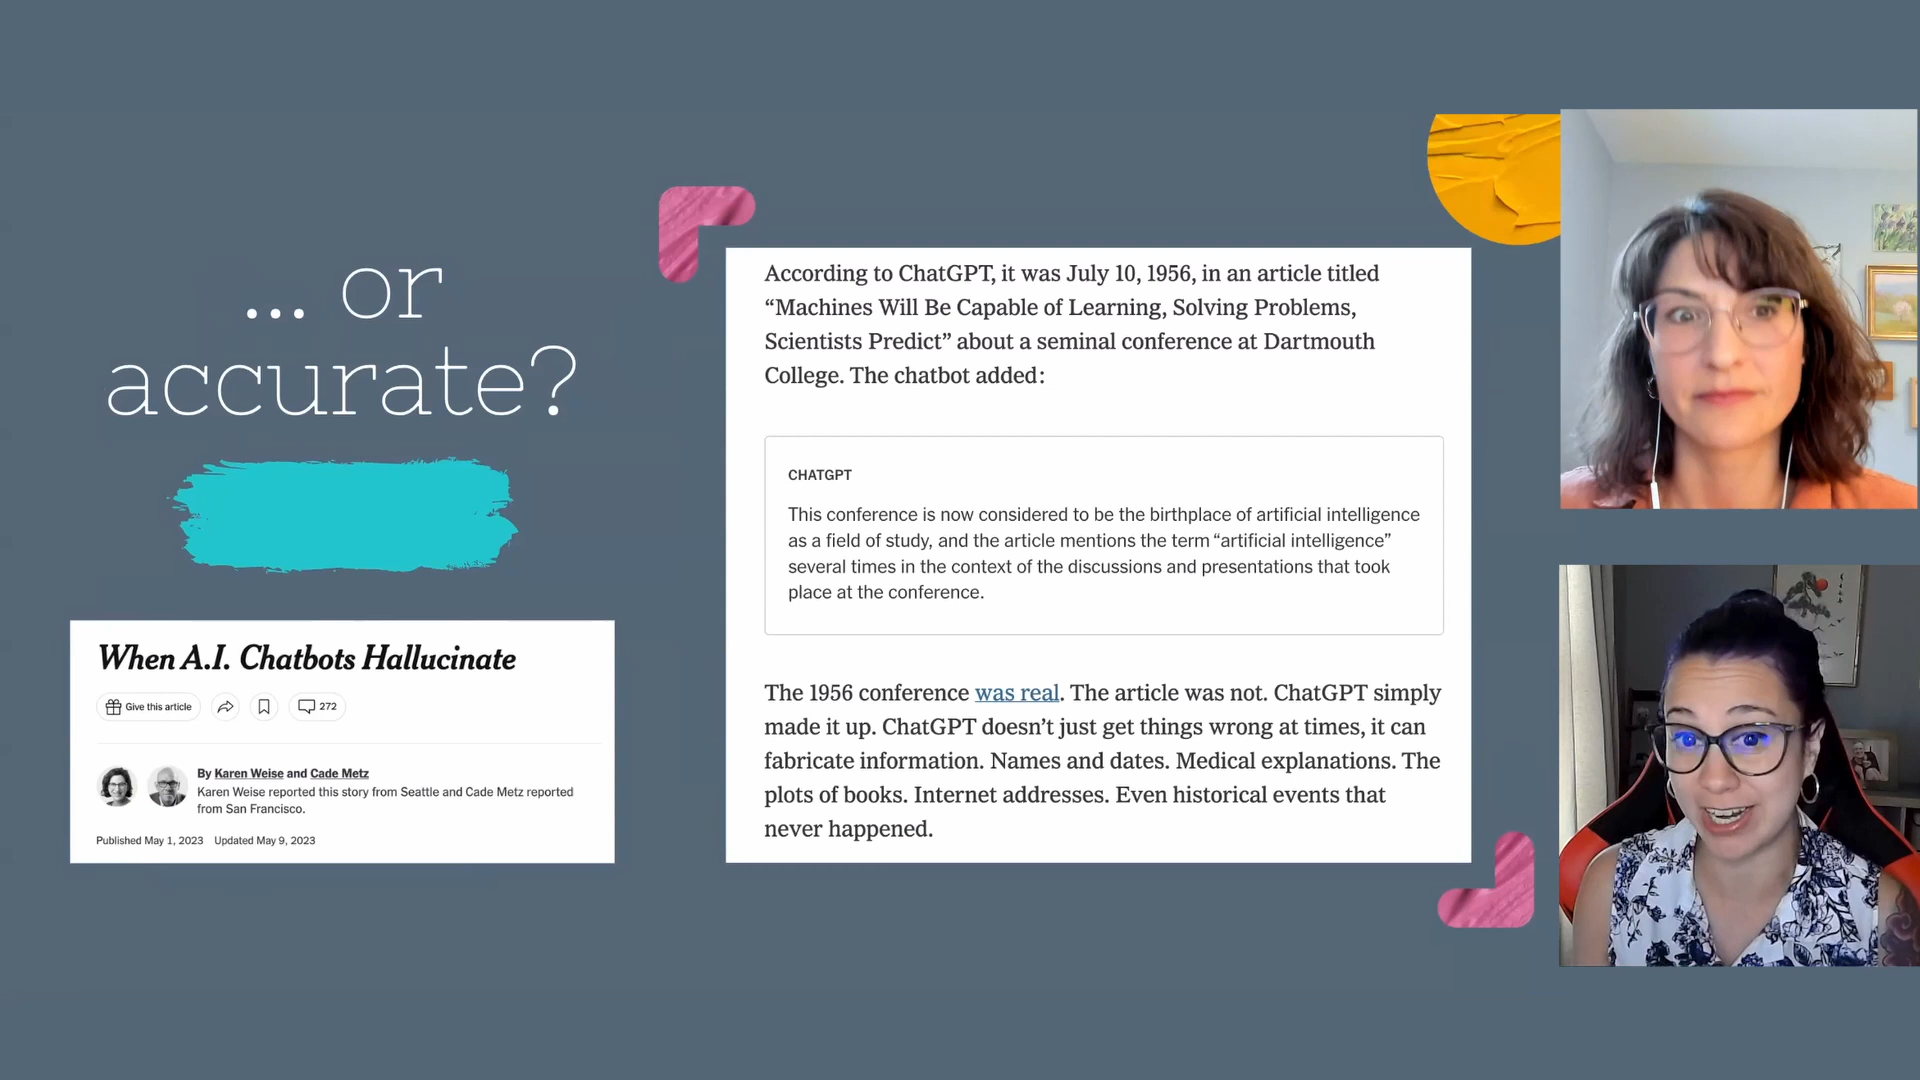 ... or
accurate?
When A.I. Chatbots Hallucinate
Give this article
272
By Karen Weise and Cade Metz
Karen Weise reported this story from Seattle and Cade Metz reported
from San Francisco.
Published May 1, 2023 Updated May 9, 2023
According to ChatGPT, it was July 10, 1956, in an article titled
“Machines Will Be Capable of Learning, Solving Problems,
Scientists Predict” about a seminal conference at Dartmouth
College. The chatbot added:
CHATGPT
This conference is now considered to be the birthplace of artificial intelligence
as a field of study, and the article mentions the term “artificial intelligence”
several times in the context of the discussions and presentations that took
place at the conference.
The 1956 conference was real. The article was not. ChatGPT simply
made it up. ChatGPT doesn’t just get things wrong at times, it can
fabricate information. Names and dates. Medical explanations. The
plots of books. Internet addresses. Even historical events that
never happened.